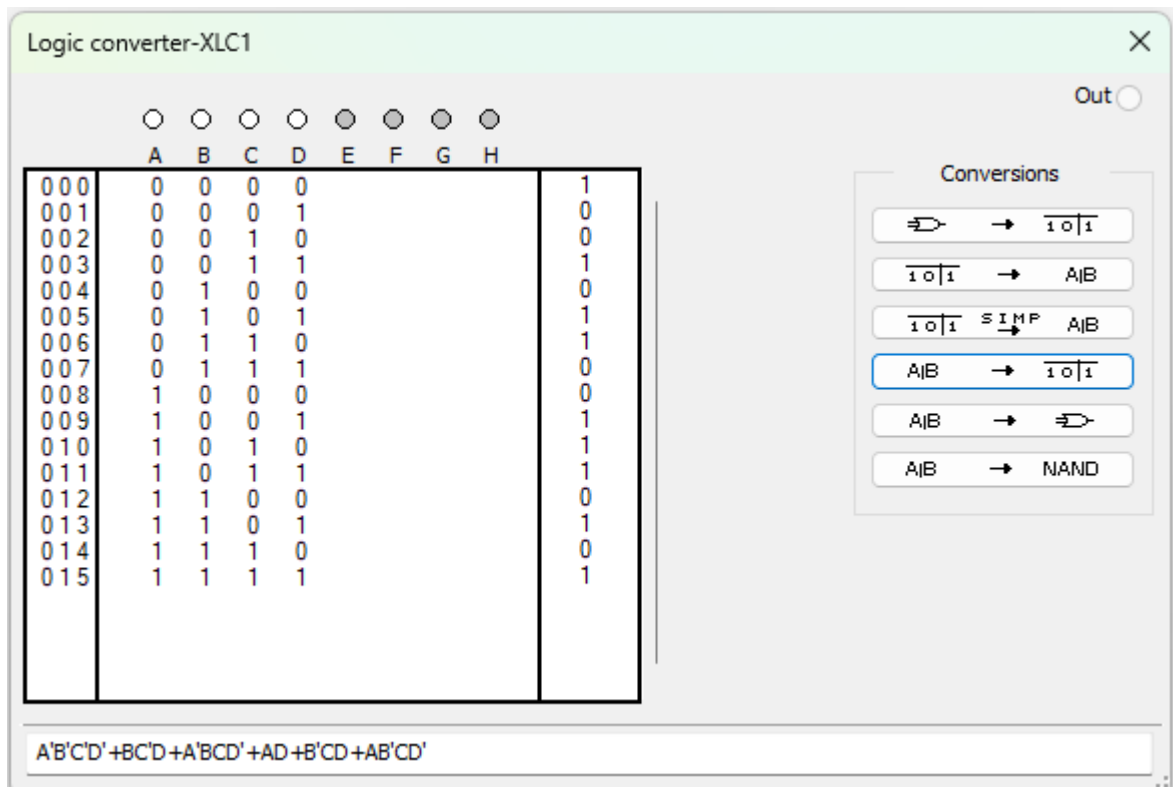 Logic converter-XLC1
Out
A B C D E F G H
000 0 0 0 0 1
001 0 0 0 1 0
002 0 0 1 0 0
003 0 0 1 1 1
004 0 1 0 0 0
005 0 1 0 1 1
006 0 1 1 0 1
007 0 1 1 1 0
008 1 0 0 0 0
009 1 0 0 1 1
010 1 0 1 0 1
011 1 0 1 1 1
012 1 1 0 0 0
013 1 1 0 1 1
014 1 1 1 0 0
015 1 1 1 1 1
Conversions
→ 1 0 1
1 0 1 → A|B
1 0 1 SIMP → A|B
A|B → 1 0 1
A|B →
A|B → NAND
A'B'C'D'+BC'D+A'BCD'+AD+B'CD+AB'CD'